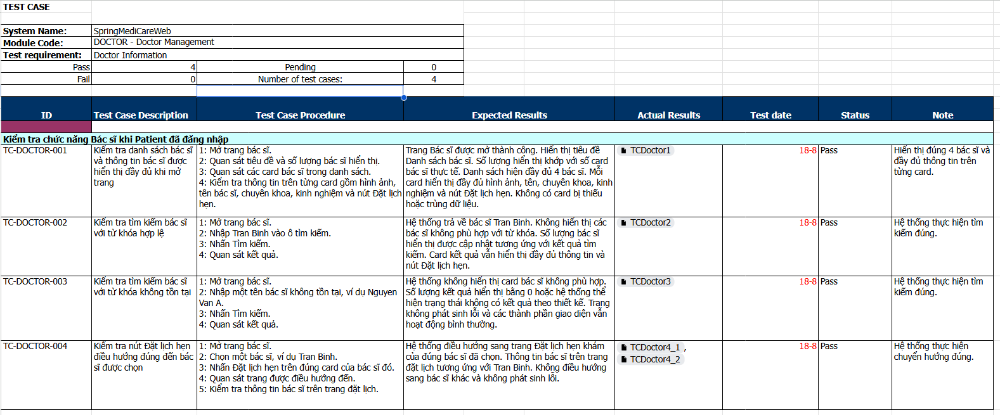 TEST CASE
System Name: SpringMediCareWeb
Module Code: DOCTOR - Doctor Management
Test requirement: Doctor Information
Pass 4 Pending 0
Fail 0 Number of test cases: 4
ID Test Case Description Test Case Procedure Expected Results Actual Results Test date Status Note
Kiểm tra chức năng Bác sĩ khi Patient đã đăng nhập
TC-DOCTOR-001
Kiểm tra danh sách bác sĩ
và thông tin bác sĩ được
hiển thị đầy đủ khi mở
trang
1: Mở trang bác sĩ.
2: Quan sát tiêu đề và số lượng bác sĩ hiển thị.
3: Quan sát các card bác sĩ trong danh sách.
4: Kiểm tra thông tin trên từng card gồm hình ảnh,
tên bác sĩ, chuyên khoa, kinh nghiệm và nút Đặt lịch
hẹn.
Trang Bác sĩ được mở thành công. Hiển thị tiêu đề
Danh sách bác sĩ. Số lượng hiển thị khớp với số card
bác sĩ thực tế. Danh sách hiện đầy đủ 4 bác sĩ. Mỗi
card hiển thị đầy đủ hình ảnh, tên, chuyên khoa, kinh
nghiệm và nút Đặt lịch hẹn. Không có card bị thiếu
hoặc trùng dữ liệu.
TCDoctor1
18-8
Pass
Hiển thị đúng 4 bác sĩ và
đầy đủ thông tin trên
từng card.
TC-DOCTOR-002
Kiểm tra tìm kiếm bác sĩ
với từ khóa hợp lệ
1: Mở trang bác sĩ.
2: Nhập Tran Binh vào ô tìm kiếm.
3: Nhấn Tìm kiếm.
4: Quan sát kết quả.
Hệ thống trả về bác sĩ Tran Binh. Không hiển thị các
bác sĩ không phù hợp với từ khóa. Số lượng bác sĩ
hiển thị được cập nhật tương ứng với kết quả tìm
kiếm. Card kết quả vẫn hiển thị đầy đủ thông tin và
nút Đặt lịch hẹn.
TCDoctor2
18-8
Pass
Hệ thống thực hiện tìm
kiếm đúng.
TC-DOCTOR-003
Kiểm tra tìm kiếm bác sĩ
với từ khóa không tồn tại
1: Mở trang bác sĩ.
2: Nhập một tên bác sĩ không tồn tại, ví dụ Nguyen
Van A.
3: Nhấn Tìm kiếm.
4: Quan sát kết quả.
Hệ thống không hiển thị card bác sĩ không phù hợp.
Số lượng kết quả hiển thị bằng 0 hoặc hệ thống thể
hiện trạng thái không có kết quả theo thiết kế. Trang
không phát sinh lỗi và các thành phần giao diện vẫn
hoạt động bình thường.
TCDoctor3
18-8
Pass
Hệ thống thực hiện tìm
kiếm đúng.
TC-DOCTOR-004
Kiểm tra nút Đặt lịch hẹn
điều hướng đúng đến bác
sĩ được chọn
1: Mở trang bác sĩ.
2: Chọn một bác sĩ, ví dụ Tran Binh.
3: Nhấn Đặt lịch hẹn trên đúng card của bác sĩ đó.
4: Quan sát trang được điều hướng đến.
5: Kiểm tra thông tin bác sĩ trên trang đặt lịch.
Hệ thống điều hướng sang trang Đặt lịch hẹn khám
của đúng bác sĩ đã chọn. Thông tin bác sĩ trên trang
đặt lịch tương ứng với Tran Binh. Không điều hướng
sang bác sĩ khác và không phát sinh lỗi.
TCDoctor4_1 ,
TCDoctor4_2
18-8
Pass
Hệ thống thực hiện
chuyển hướng đúng.